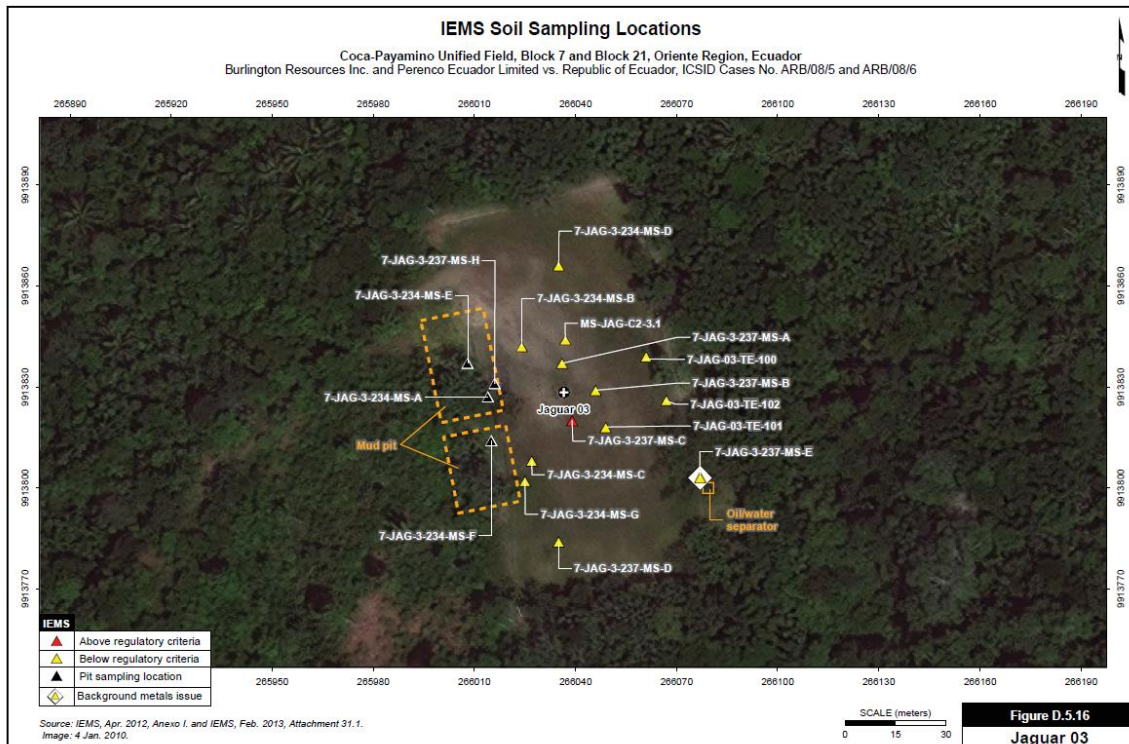 IEMS Soil Sampling Locations
Coca-Payamino Unified Field, Block 7 and Block 21, Oriente Region, Ecuador
Burlington Resources Inc. and Perenco Ecuador Limited vs. Republic of Ecuador, ICSID Cases No. ARB/08/5 and ARB/08/6
265890 265920 265950 265980 266010 266040 266070 266100 266130 266160 266190
9913890 9913890
7-JAG-3-234-MS-D
7-JAG-3-237-MS-H
9913860 9913860
7-JAG-3-234-MS-E
7-JAG-3-234-MS-B
MS-JAG-C2-3.1
7-JAG-3-237-MS-A
7-JAG-03-TE-100
9913830 9913830
7-JAG-3-237-MS-B
7-JAG-3-234-MS-A
7-JAG-03-TE-102
Jaguar 03
7-JAG-03-TE-101
7-JAG-3-237-MS-C
Mud pit
7-JAG-3-237-MS-E
7-JAG-3-234-MS-C
9913800 9913800
7-JAG-3-234-MS-G
Oil/water
separator
7-JAG-3-234-MS-F
7-JAG-3-237-MS-D
9913770 9913770
IEMS
Above regulatory criteria
Below regulatory criteria
Pit sampling location
Background metals issue
265950 265980 266010 266040 266070 266100 266130 266160 266190
Source: IEMS, Apr. 2012, Anexo I. and IEMS, Feb. 2013, Attachment 31.1.
Image: 4 Jan. 2010.
SCALE (meters)
0 15 30
Figure D.5.16
Jaguar 03